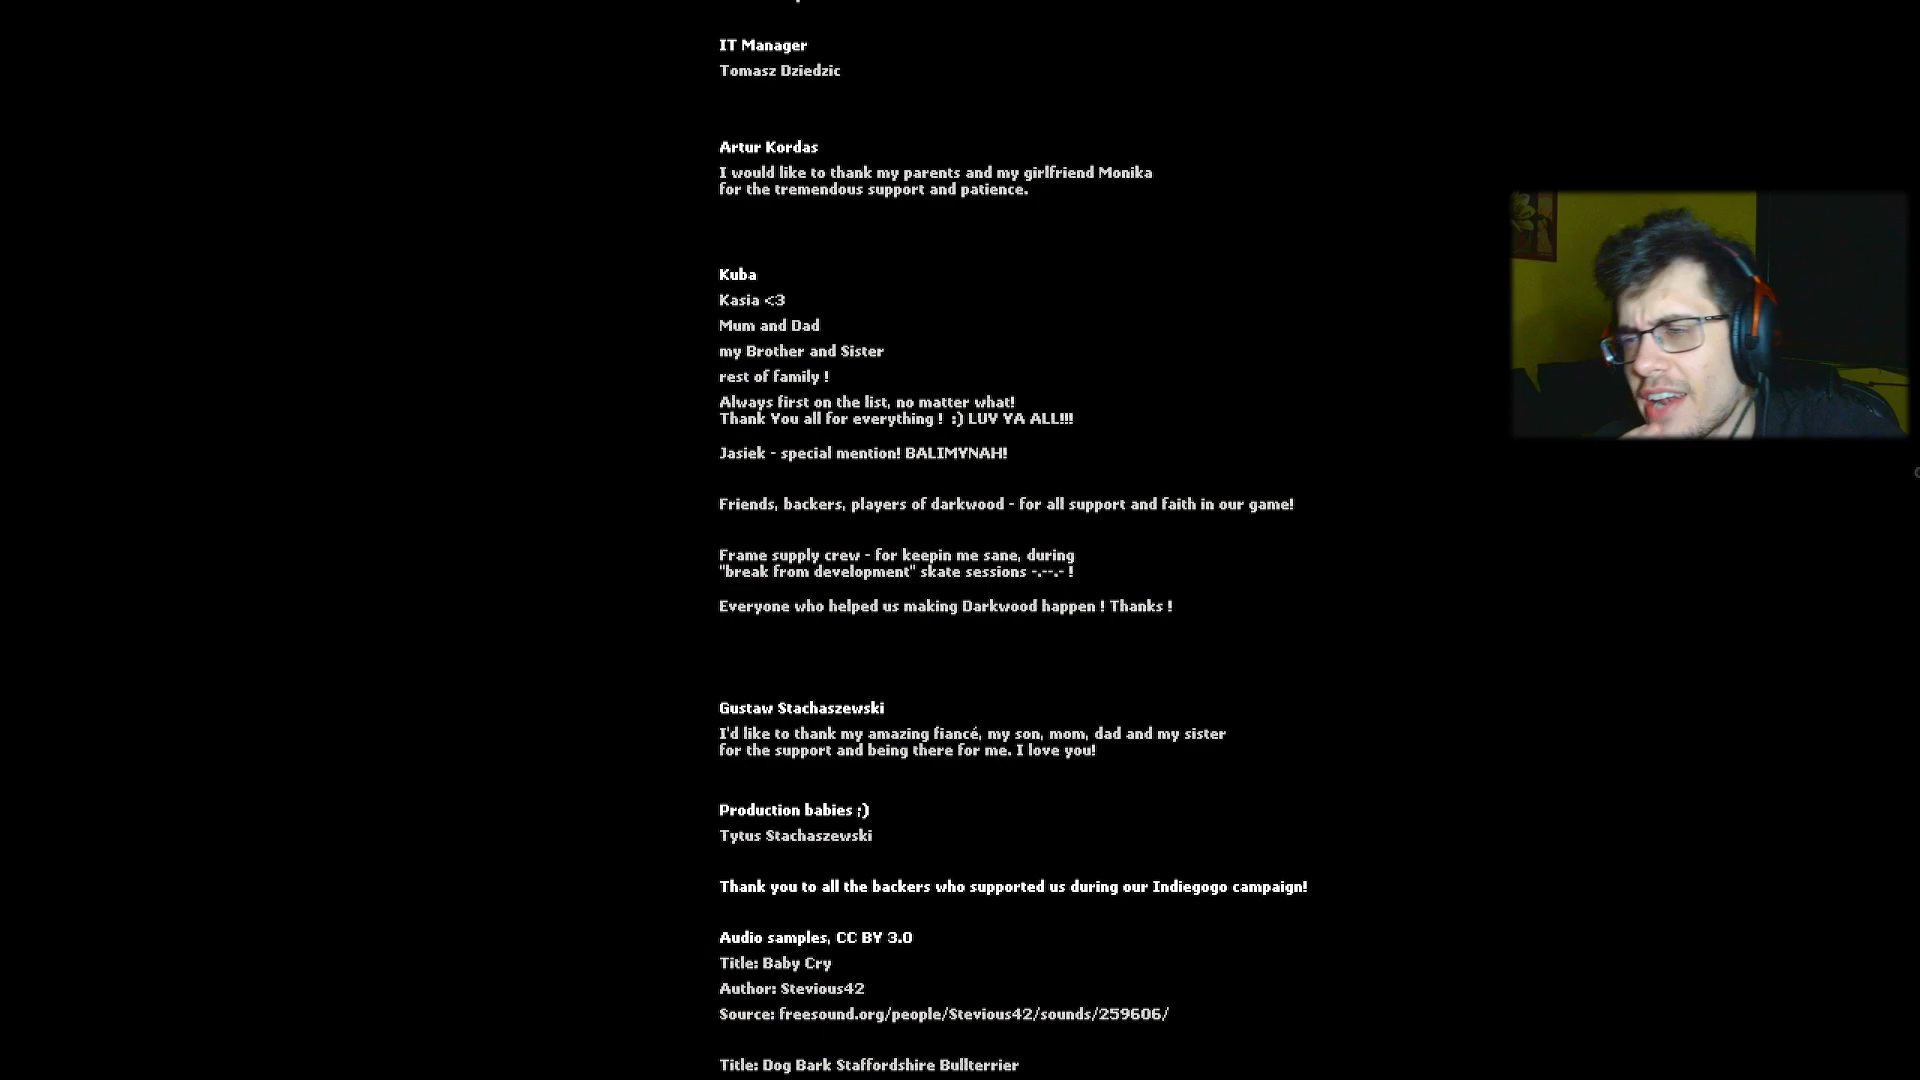 IT Manager
Tomasz Dziedzic
Artur Kordas
I would like to thank my parents and my girlfriend Monika
for the tremendous support and patience.
Kuba
Kasia <3
Mum and Dad
my Brother and Sister
rest of family !
Always first on the list, no matter what!
Thank You all for everything !  :) LUV YA ALL!!!
Jasiek - special mention! BALIMYNAH!
Friends, backers, players of darkwood - for all support and faith in our game!
Frame supply crew - for keepin me sane, during
"break from development" skate sessions -.--.- !
Everyone who helped us making Darkwood happen ! Thanks !
Gustaw Stachaszewski
I'd like to thank my amazing fiancé, my son, mom, dad and my sister
for the support and being there for me. I love you!
Production babies ;)
Tytus Stachaszewski
Thank you to all the backers who supported us during our Indiegogo campaign!
Audio samples, CC BY 3.0
Title: Baby Cry
Author: Stevious42
Source: freesound.org/people/Stevious42/sounds/259606/
Title: Dog Bark Staffordshire Bullterrier